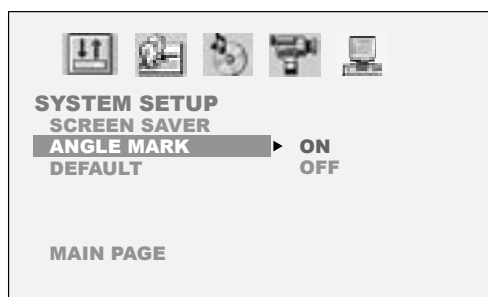 SYSTEM SETUP
SCREEN SAVER
ANGLE MARK ON
DEFAULT OFF
MAIN PAGE